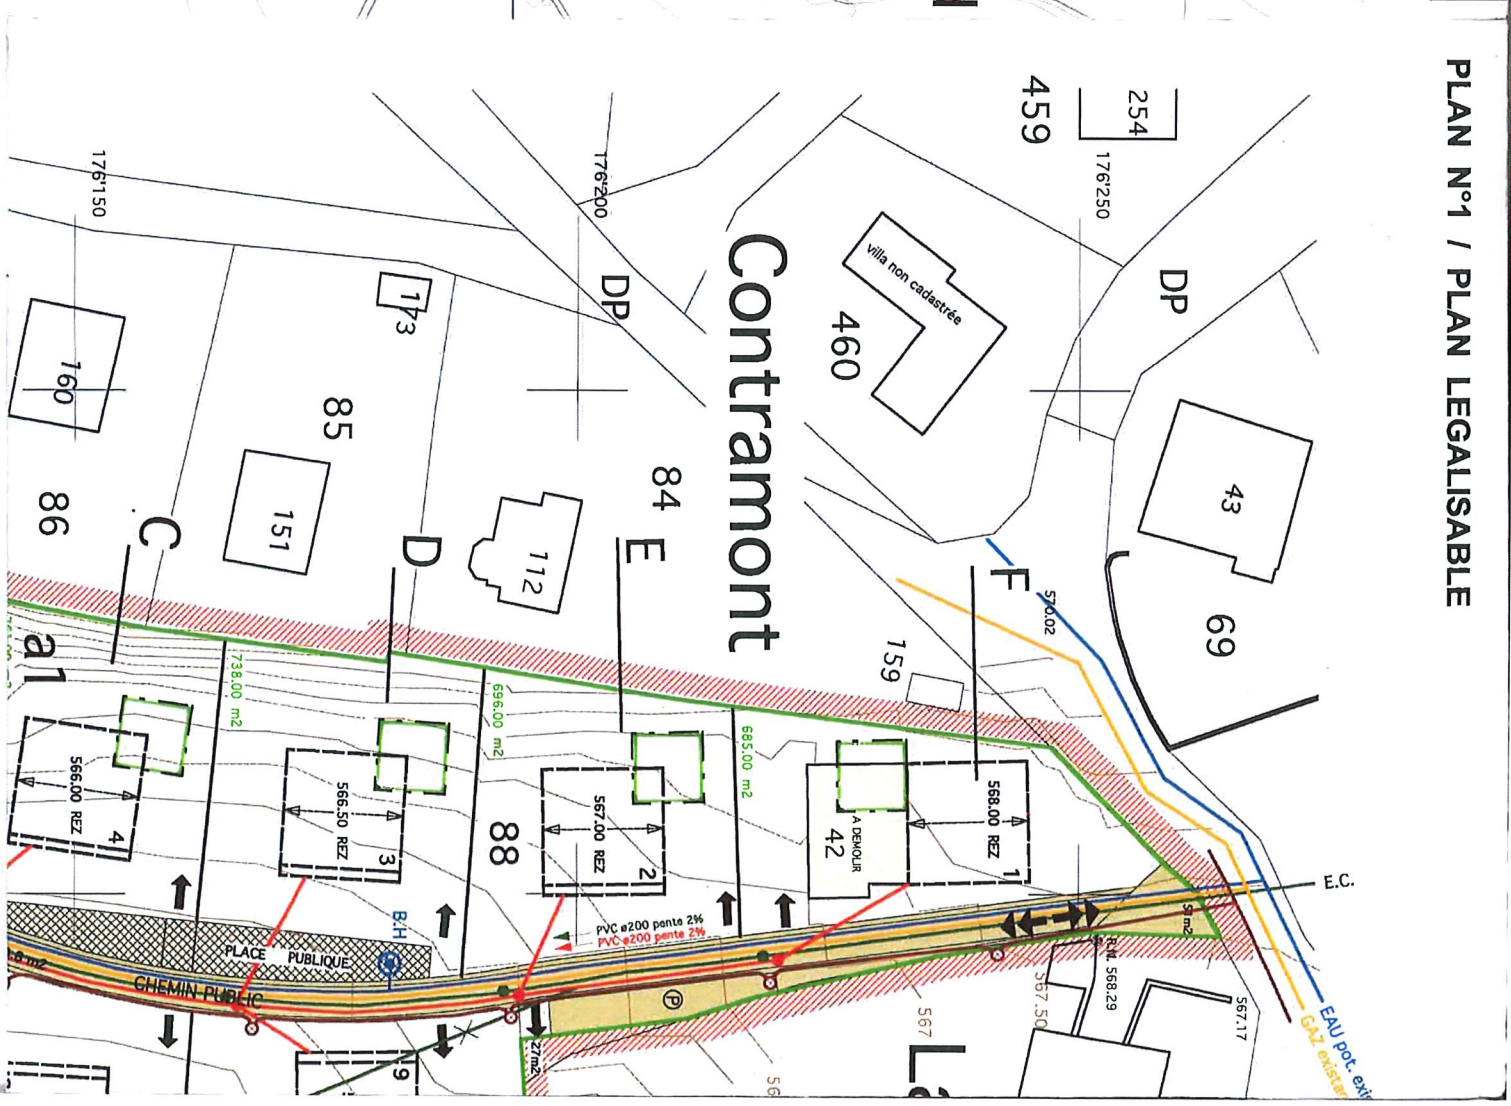 PLAN N°1 / PLAN LEGALISABLE
254
459
176'250
176'200
176'150
DP
DP
villa non cadastrée
460
Contramont
173
160
85
151
86
84
112
43
69
C
D
E
F
570.02
159
a1
738.00 m2
696.00 m2
685.00 m2
566.00 REZ
4
566.50 REZ
3
567.00 REZ
2
568.00 REZ
1
A DEMOLIR
42
88
E.C.
B.H
PVC ø200 pente 2%
PVC ø200 pente 2%
PLACE PUBLIQUE
CHEMIN PUBLIC
P
27m2
9
R.N. 568.29
567.50
567.17
567
EAU pot.
GAZ